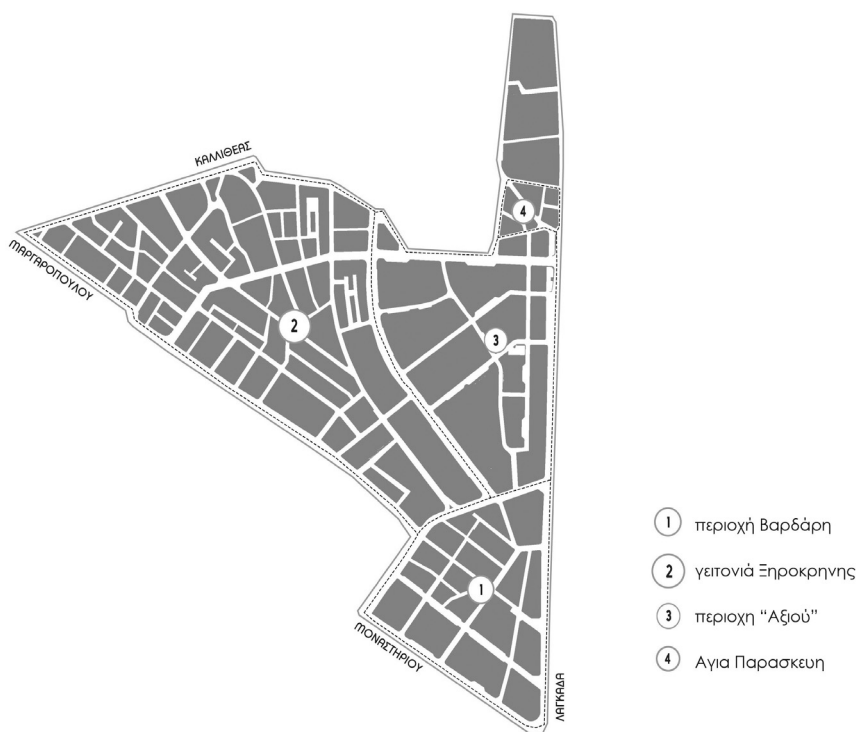 ΚΑΛΛΙΘΕΑΣ
ΜΑΡΓΑΡΟΠΟΥΛΟΥ
ΜΟΝΑΣΤΗΡΙΟΥ
ΛΑΓΚΑΔΑ
4
2
3
1
1 περιοχή Βαρδάρη
2 γειτονιά Ξηροκρηνης
3 περιοχη “Αξιού”
4 Αγια Παρασκευη